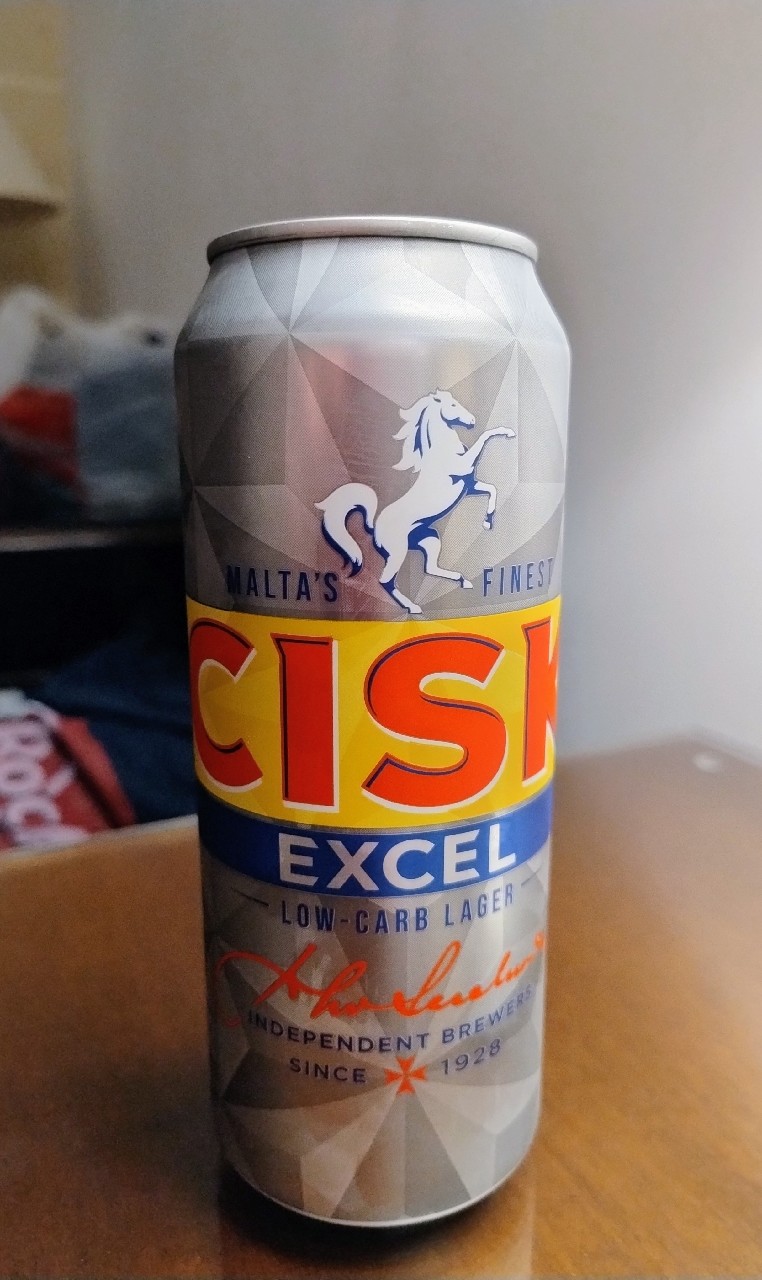 MALTA'S FINEST
CISK
EXCEL
LOW-CARB LAGER
INDEPENDENT BREWERS
SINCE 1928